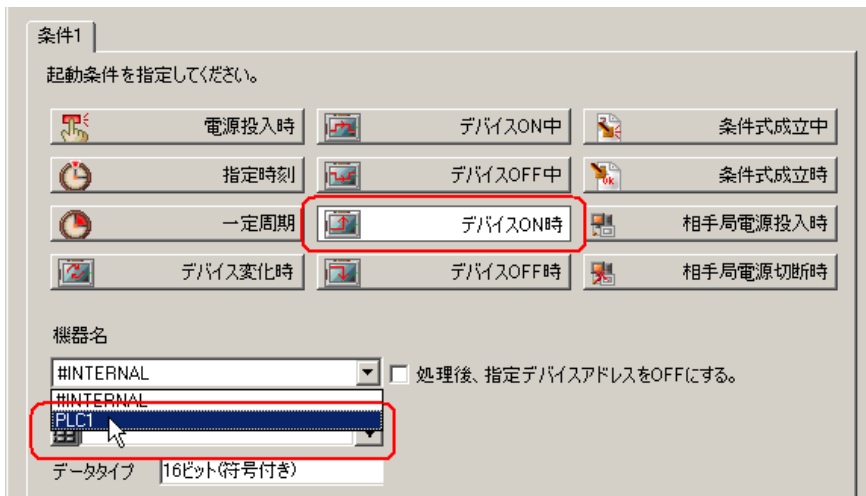 条件1
起動条件を指定してください。
電源投入時 デバイスON中 条件式成立中
指定時刻 デバイスOFF中 条件式成立時
一定周期 デバイスON時 相手局電源投入時
デバイス変化時 デバイスOFF時 相手局電源切断時
機器名
#INTERNAL 処理後、指定デバイスアドレスをOFFにする。
#INTERNAL
PLC1
データタイプ 16ビット(符号付き)